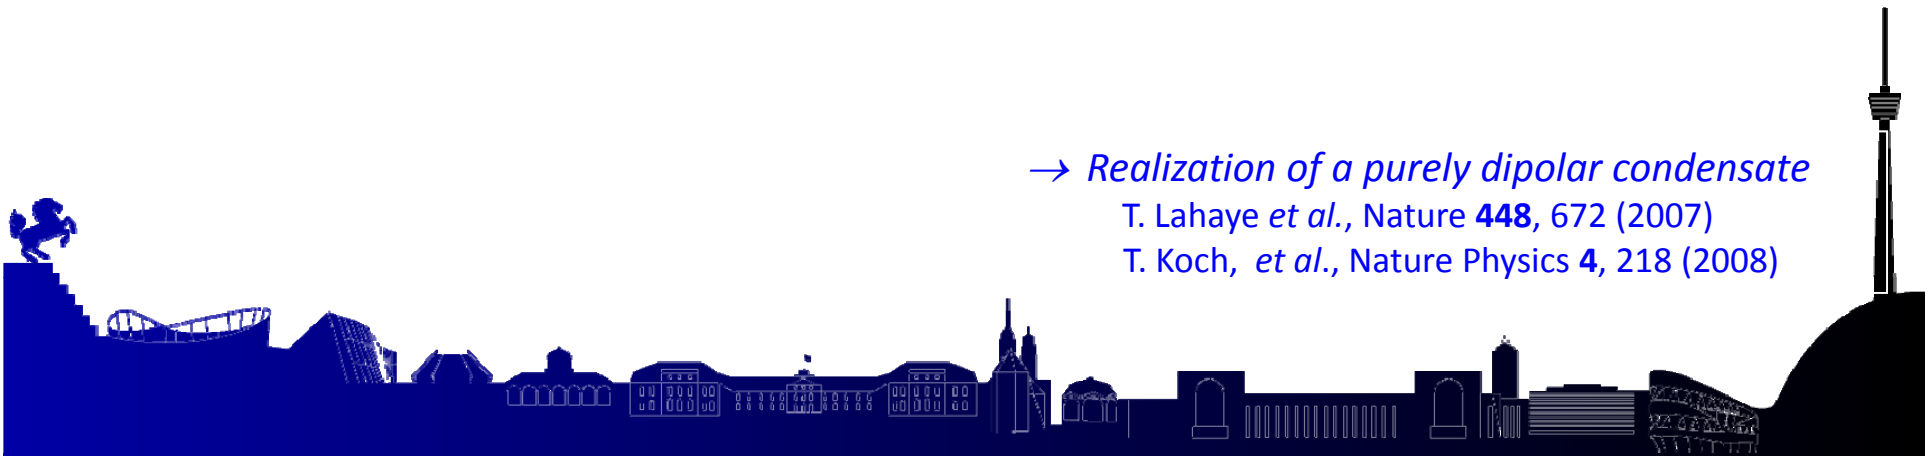 → Realization of a purely dipolar condensate
T. Lahaye et al., Nature 448, 672 (2007)
T. Koch, et al., Nature Physics 4, 218 (2008)